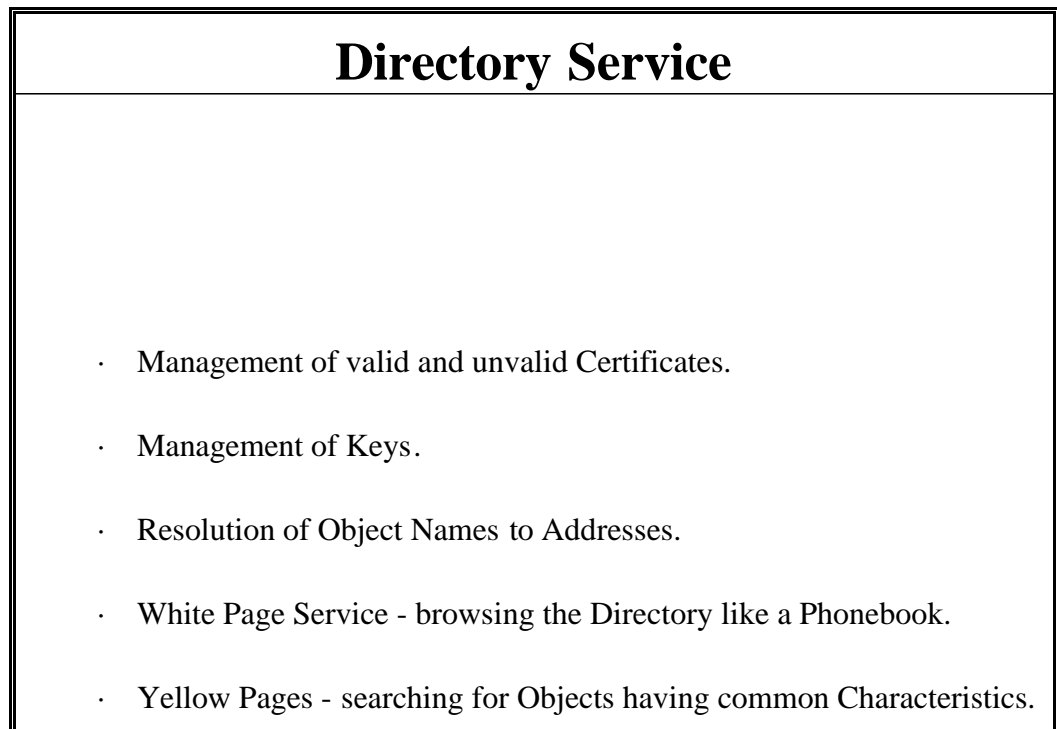 Directory Service
· Management of valid and unvalid Certificates.
· Management of Keys.
· Resolution of Object Names to Addresses.
· White Page Service - browsing the Directory like a Phonebook.
· Yellow Pages - searching for Objects having common Characteristics.